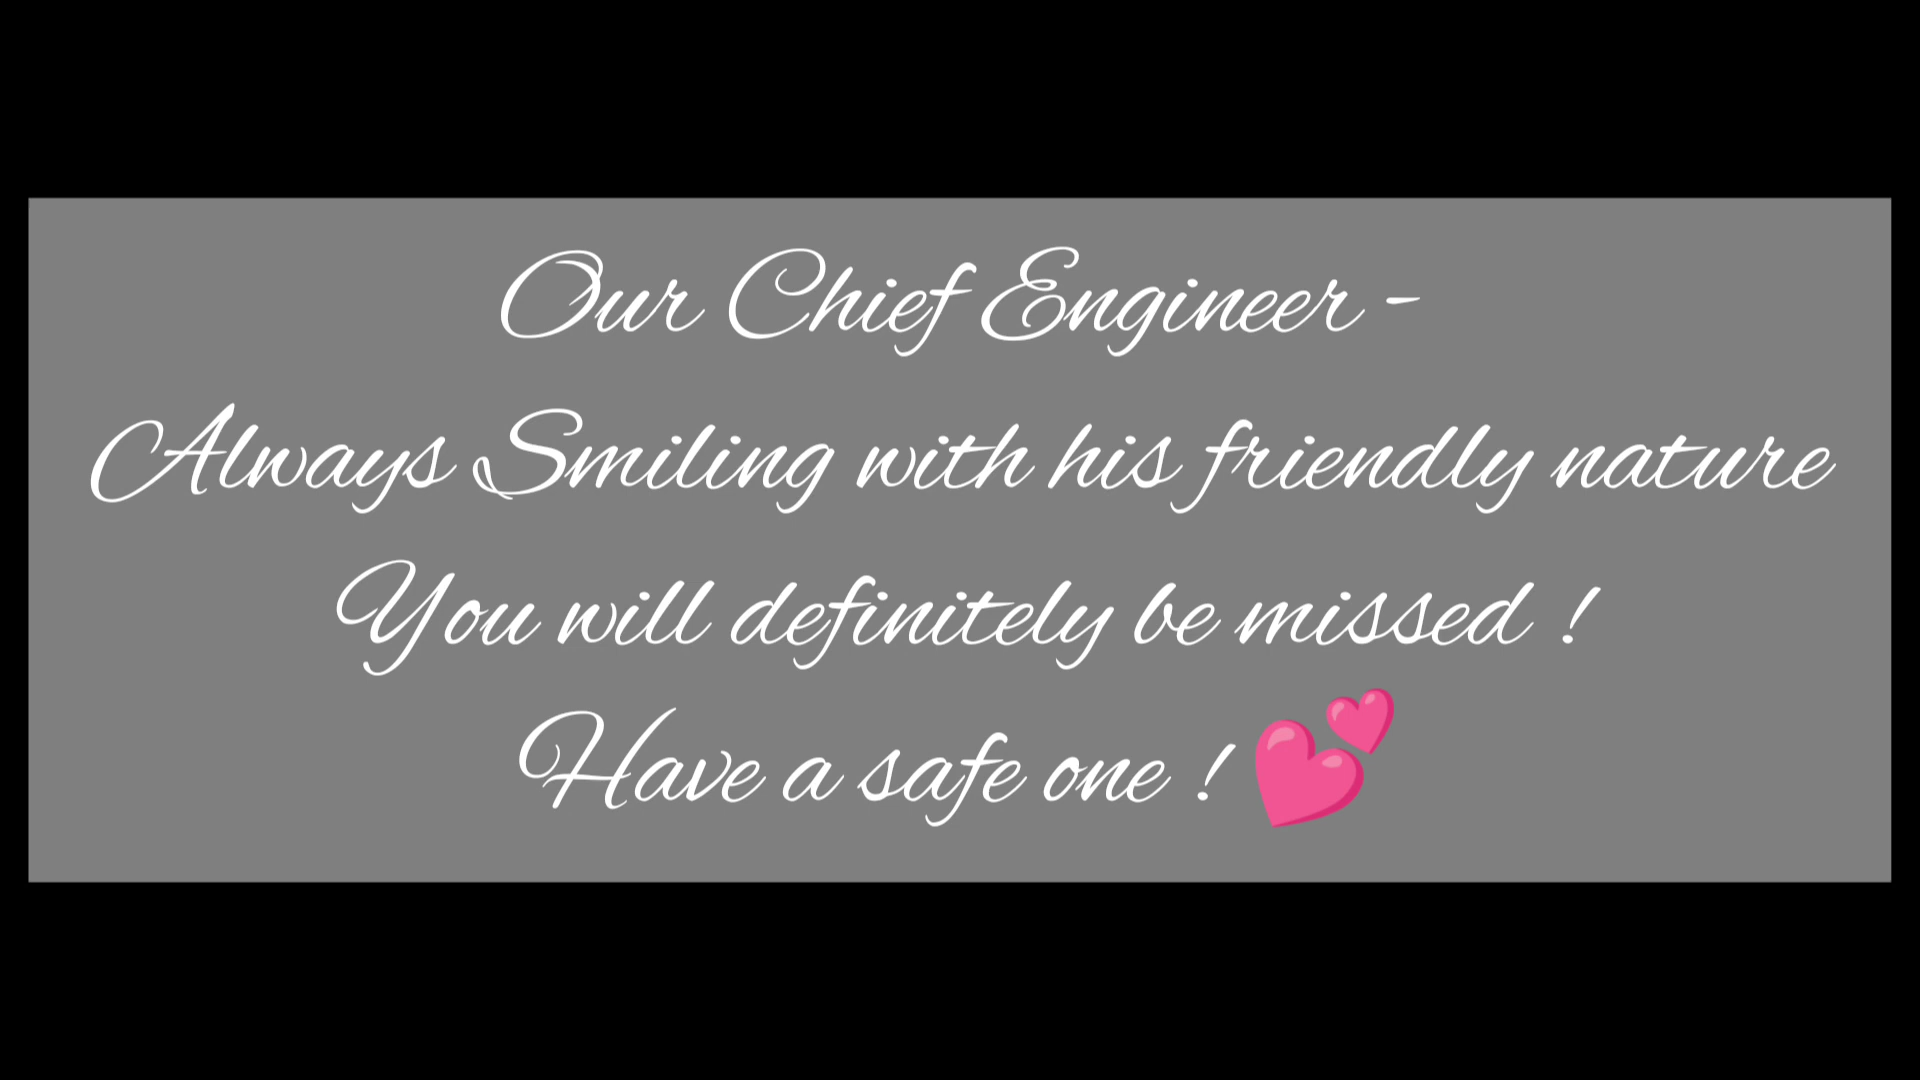 Our Chief Engineer -
Always Smiling with his friendly nature
You will definitely be missed !
Have a safe one ! 💕